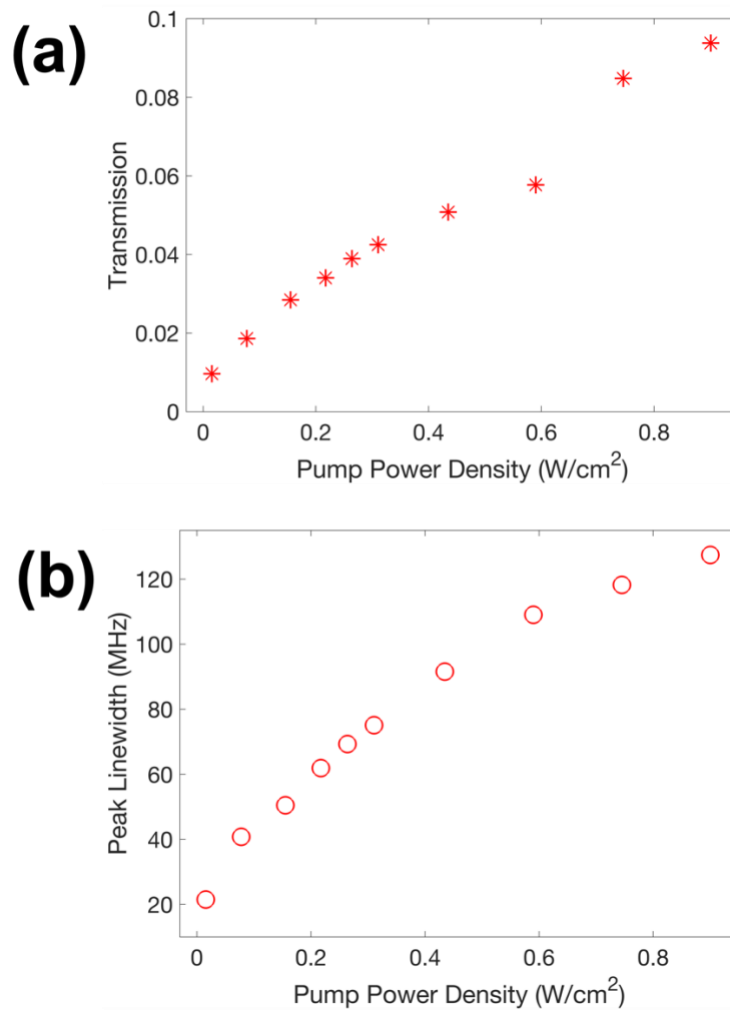 (a)
0.1
0.08
0.06
0.04
0.02
0
Transmission
0 0.2 0.4 0.6 0.8
Pump Power Density (W/cm²)
(b)
120
100
80
60
40
20
Peak Linewidth (MHz)
0 0.2 0.4 0.6 0.8
Pump Power Density (W/cm²)